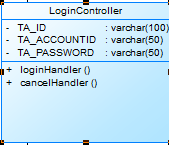 LoginController
- TA_ID : varchar(100)
- TA_ACCOUNTID : varchar(50)
- TA_PASSWORD : varchar(50)
+ loginHandler ()
+ cancelHandler ()